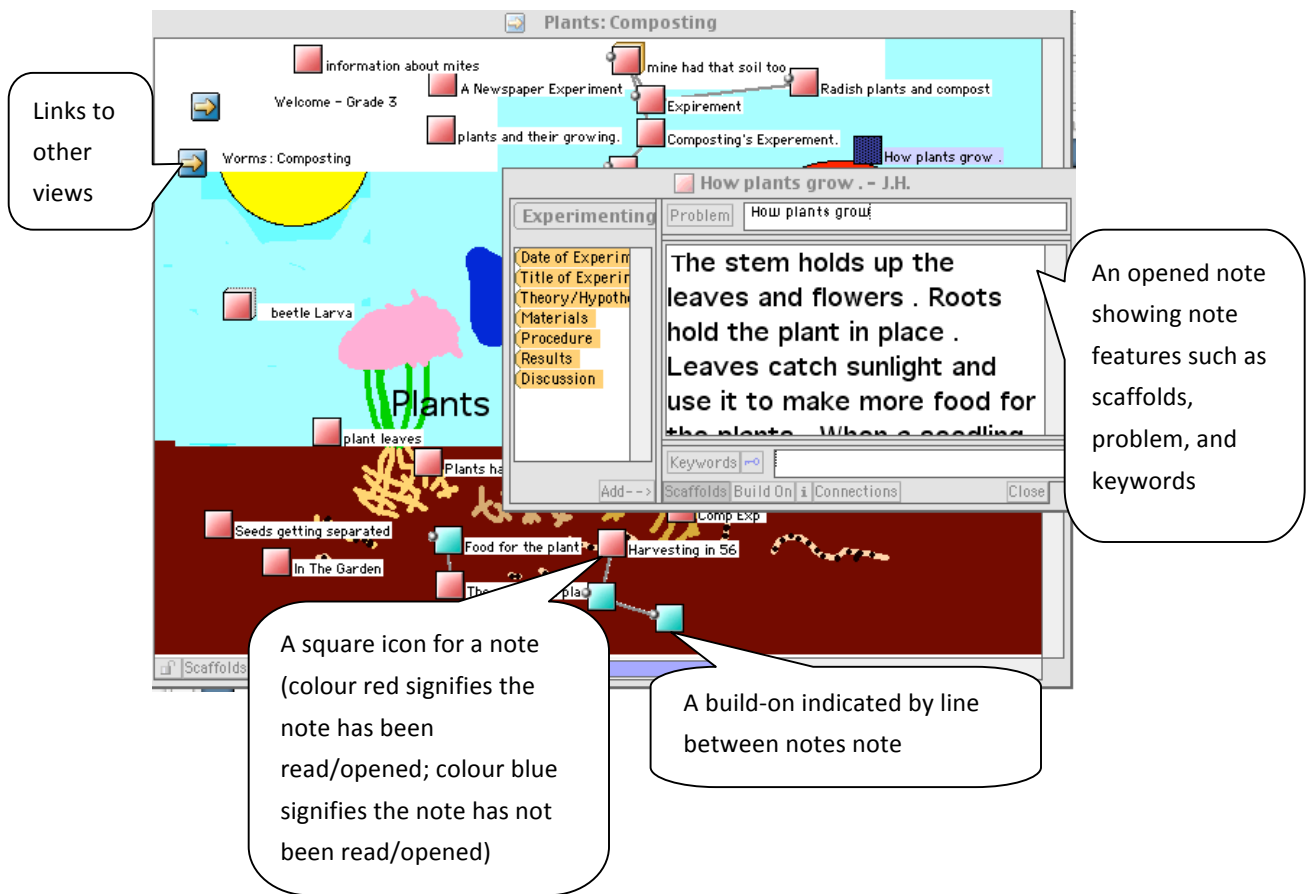 Plants: Composting
information about mites
mine had that soil too
A Newspaper Experiment
Radish plants and compost
Welcome - Grade 3
Expirement
Links to
other
views
plants and their growing.
Composting's Experement.
How plants grow .
Worms: Composting
How plants grow . - J.H.
Experimenting
Problem
How plants grow
Date of Experim
Title of Experim
Theory/Hypothe
Materials
Procedure
Results
Discussion
The stem holds up the
leaves and flowers . Roots
hold the plant in place .
Leaves catch sunlight and
use it to make more food for
the plants . When a seedling
An opened note
showing note
features such as
scaffolds,
problem, and
keywords
beetle Larva
Plants
plant leaves
Plants ha
Keywords
Add-->
Scaffolds Build On i Connections
Close
Comp Exp
Seeds getting separated
Food for the plant
Harvesting in 56
In The Garden
The
pla
Scaffolds
A square icon for a note
(colour red signifies the
note has been
read/opened; colour blue
signifies the note has not
been read/opened)
A build-on indicated by line
between notes note